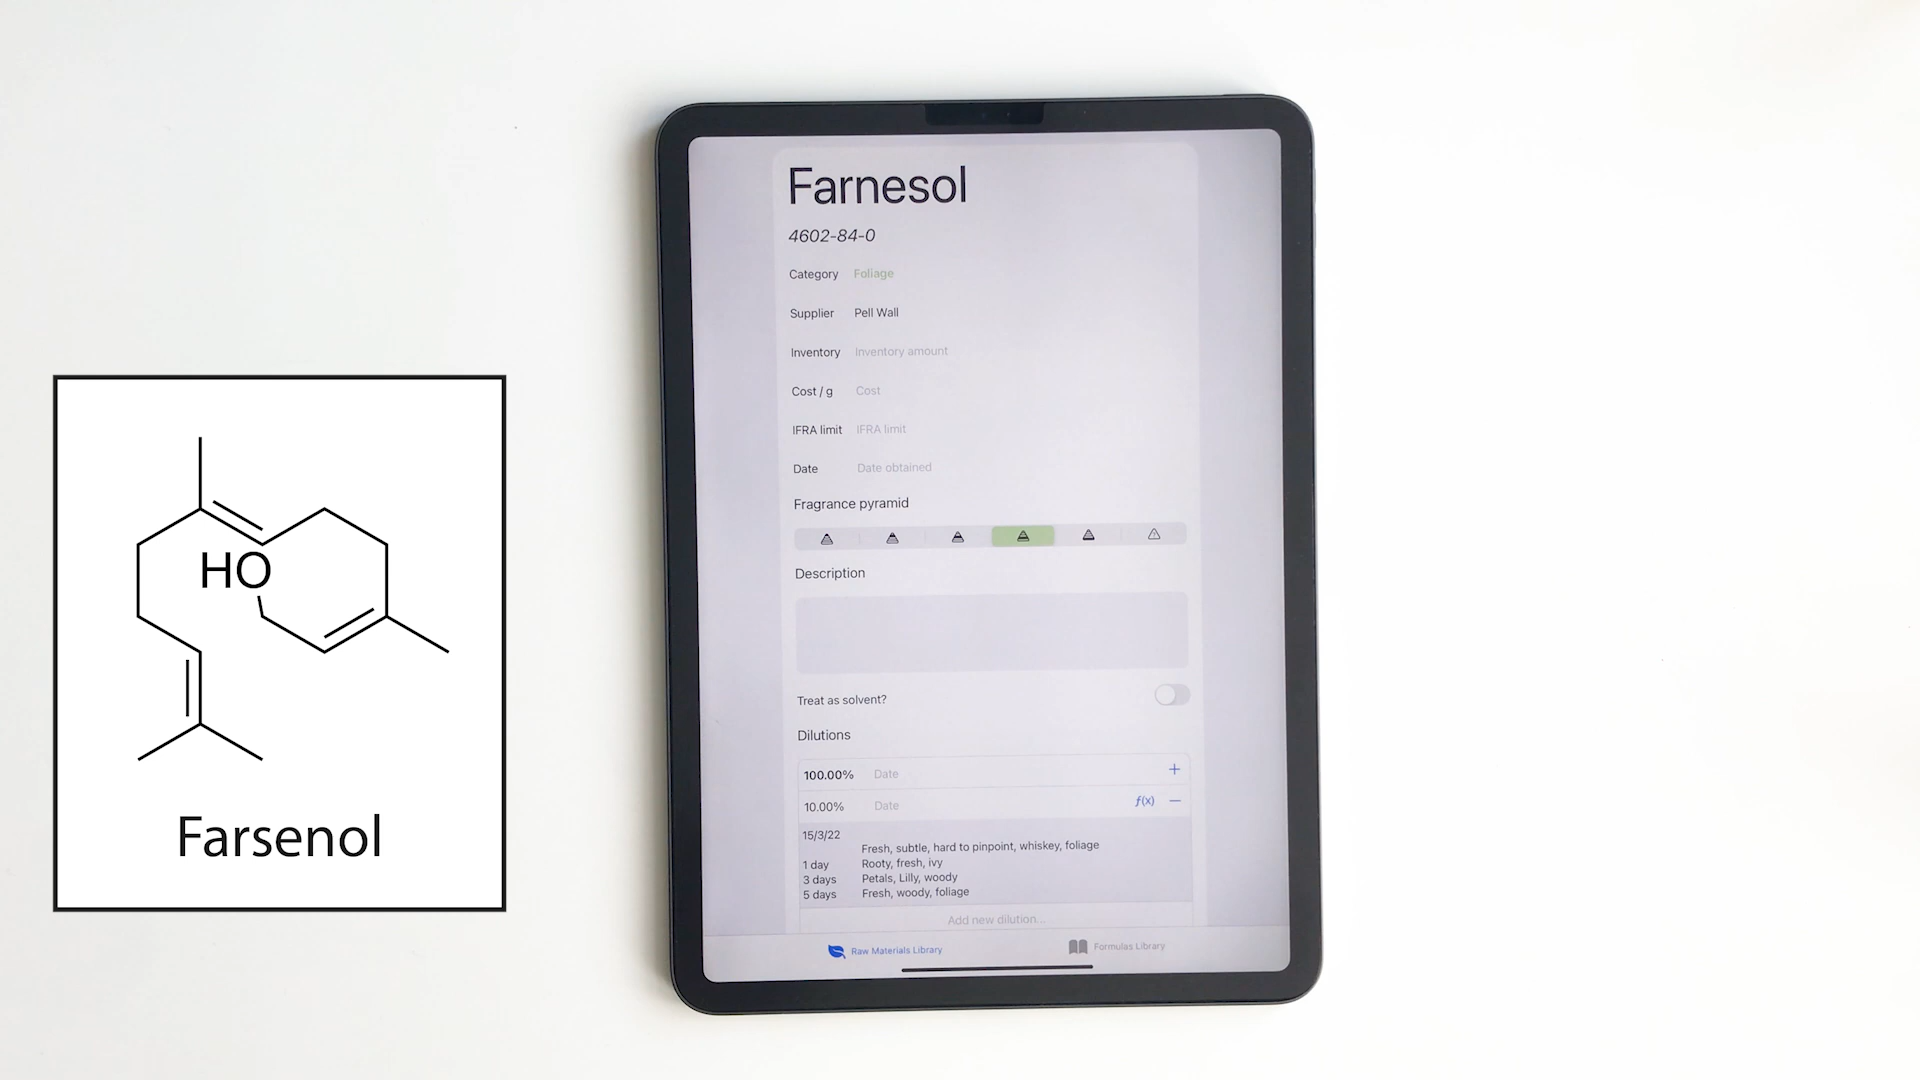 HO
Farsenol
Farnesol
4602-84-0
Category Foliage
Supplier Pell Wall
Inventory Inventory amount
Cost / g Cost
IFRA limit IFRA limit
Date Date obtained
Fragrance pyramid
Description
Treat as solvent?
Dilutions
100.00% Date +
10.00% Date f(x) −
15/3/22
Fresh, subtle, hard to pinpoint, whiskey, foliage
1 day Rooty, fresh, ivy
3 days Petals, Lilly, woody
5 days Fresh, woody, foliage
Add new dilution...
Raw Materials Library Formulas Library